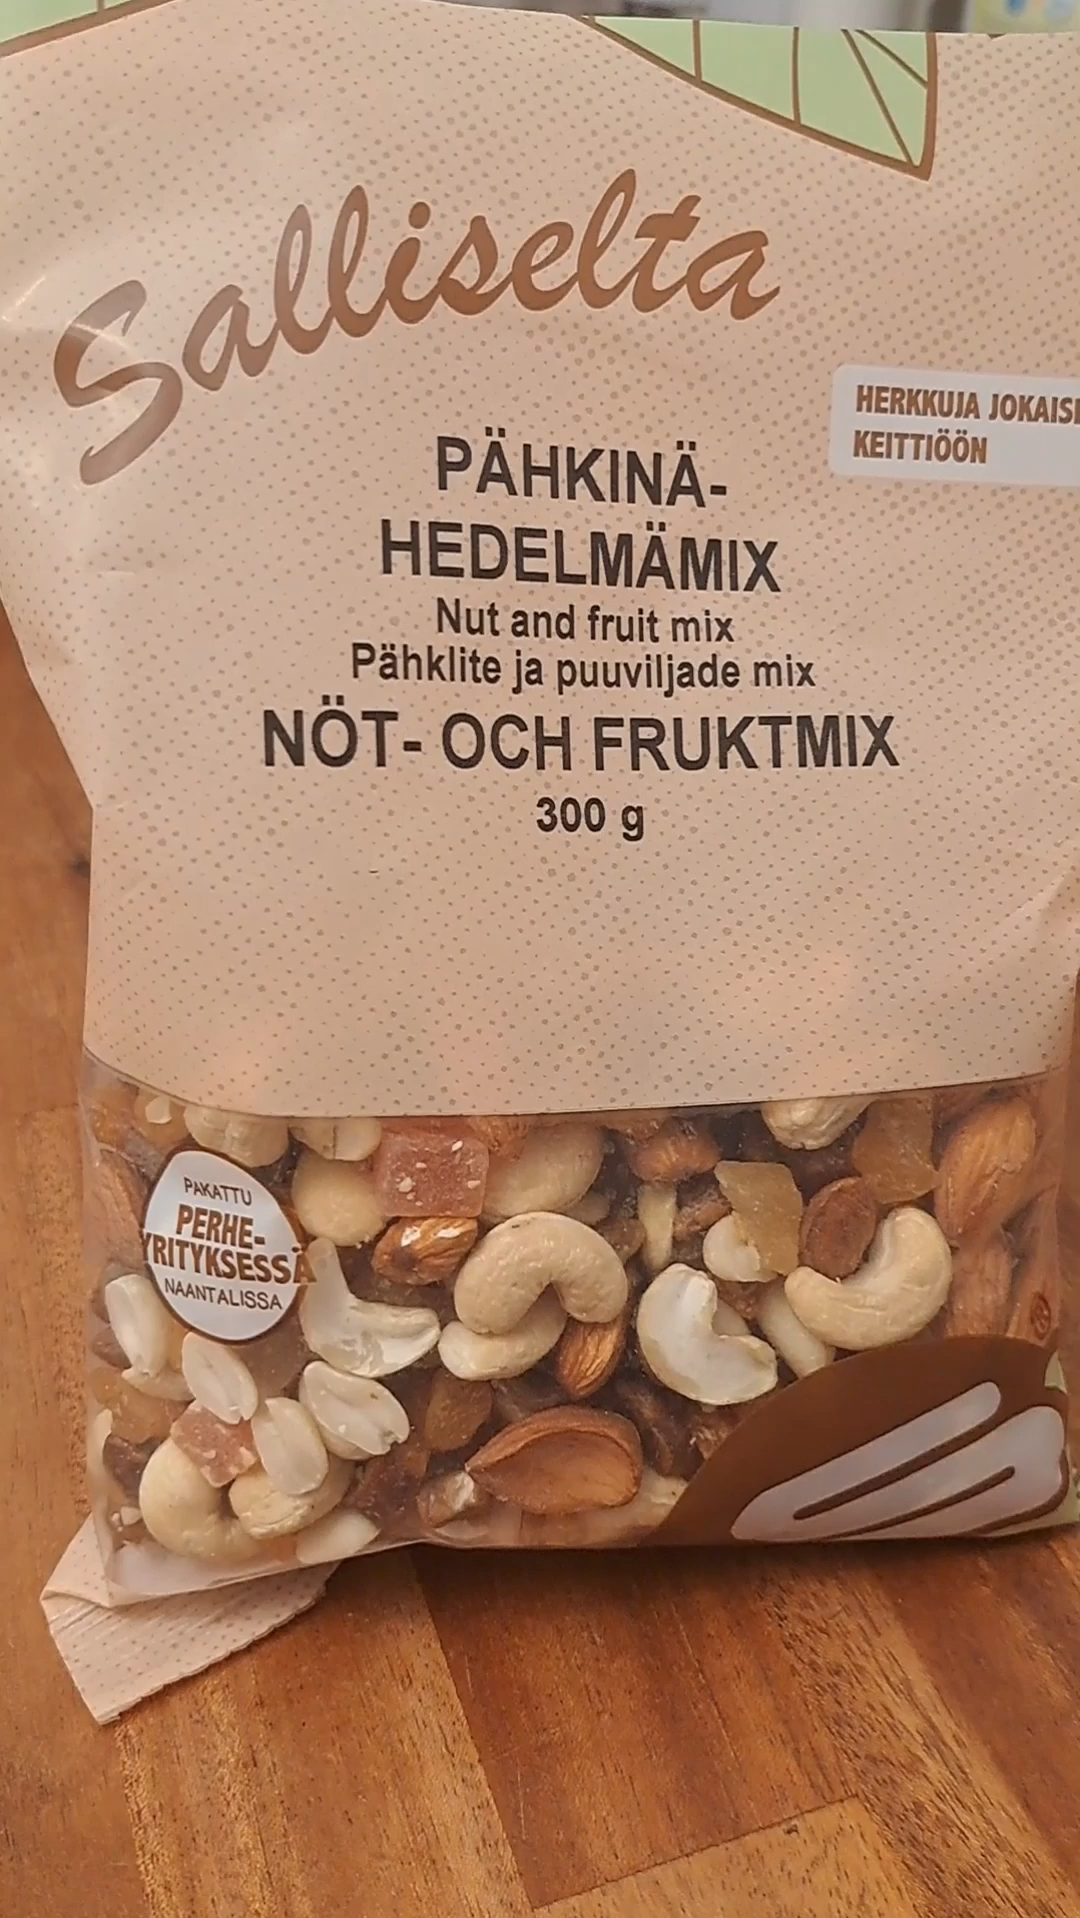 Salliselta
HERKKUJA
KEITTIÖÖN
PÄHKINÄ-
HEDELMÄMIX
Nut and fruit mix
Pähklite ja puuviljade mix
NÖT- OCH FRUKTMIX
300 g
PAKATTU
PERHE-
YRITYKSESSÄ
NAANTALISSA